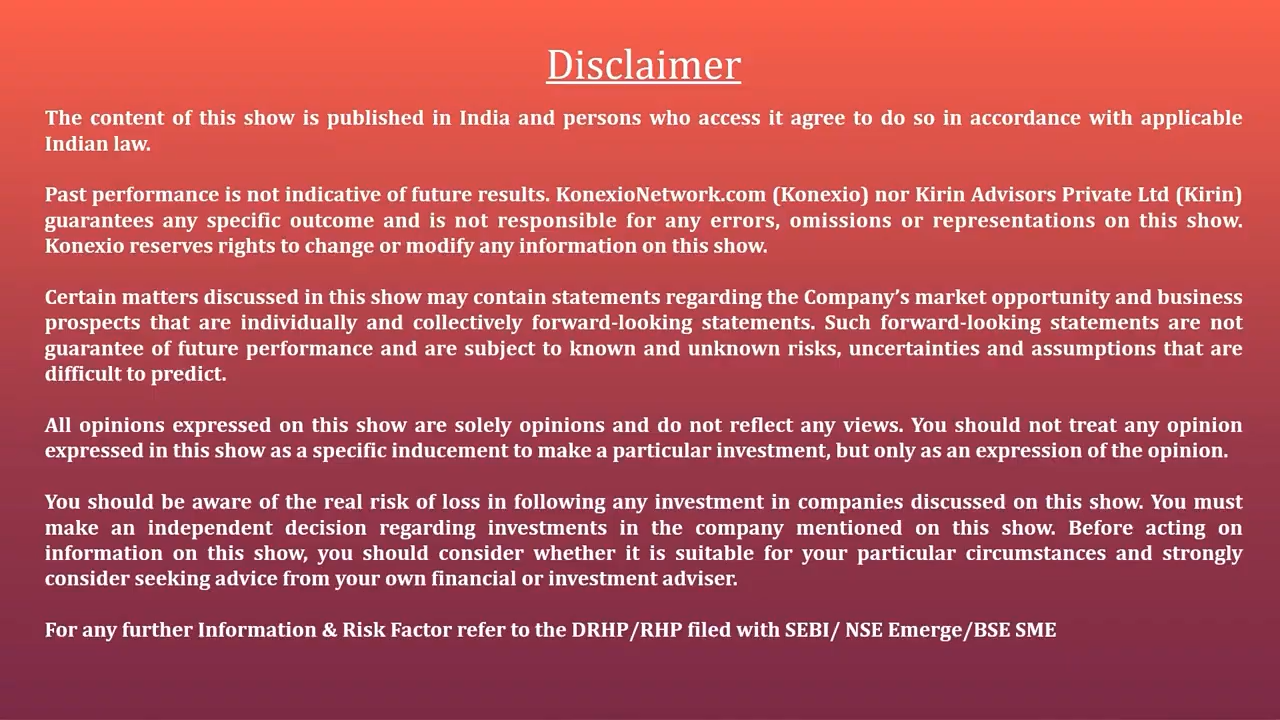 Disclaimer
The content of this show is published in India and persons who access it agree to do so in accordance with applicable
Indian law.
Past performance is not indicative of future results. KonexioNetwork.com (Konexio) nor Kirin Advisors Private Ltd (Kirin)
guarantees any specific outcome and is not responsible for any errors, omissions or representations on this show.
Konexio reserves rights to change or modify any information on this show.
Certain matters discussed in this show may contain statements regarding the Company’s market opportunity and business
prospects that are individually and collectively forward-looking statements. Such forward-looking statements are not
guarantee of future performance and are subject to known and unknown risks, uncertainties and assumptions that are
difficult to predict.
All opinions expressed on this show are solely opinions and do not reflect any views. You should not treat any opinion
expressed in this show as a specific inducement to make a particular investment, but only as an expression of the opinion.
You should be aware of the real risk of loss in following any investment in companies discussed on this show. You must
make an independent decision regarding investments in the company mentioned on this show. Before acting on
information on this show, you should consider whether it is suitable for your particular circumstances and strongly
consider seeking advice from your own financial or investment adviser.
For any further Information & Risk Factor refer to the DRHP/RHP filed with SEBI/ NSE Emerge/BSE SME